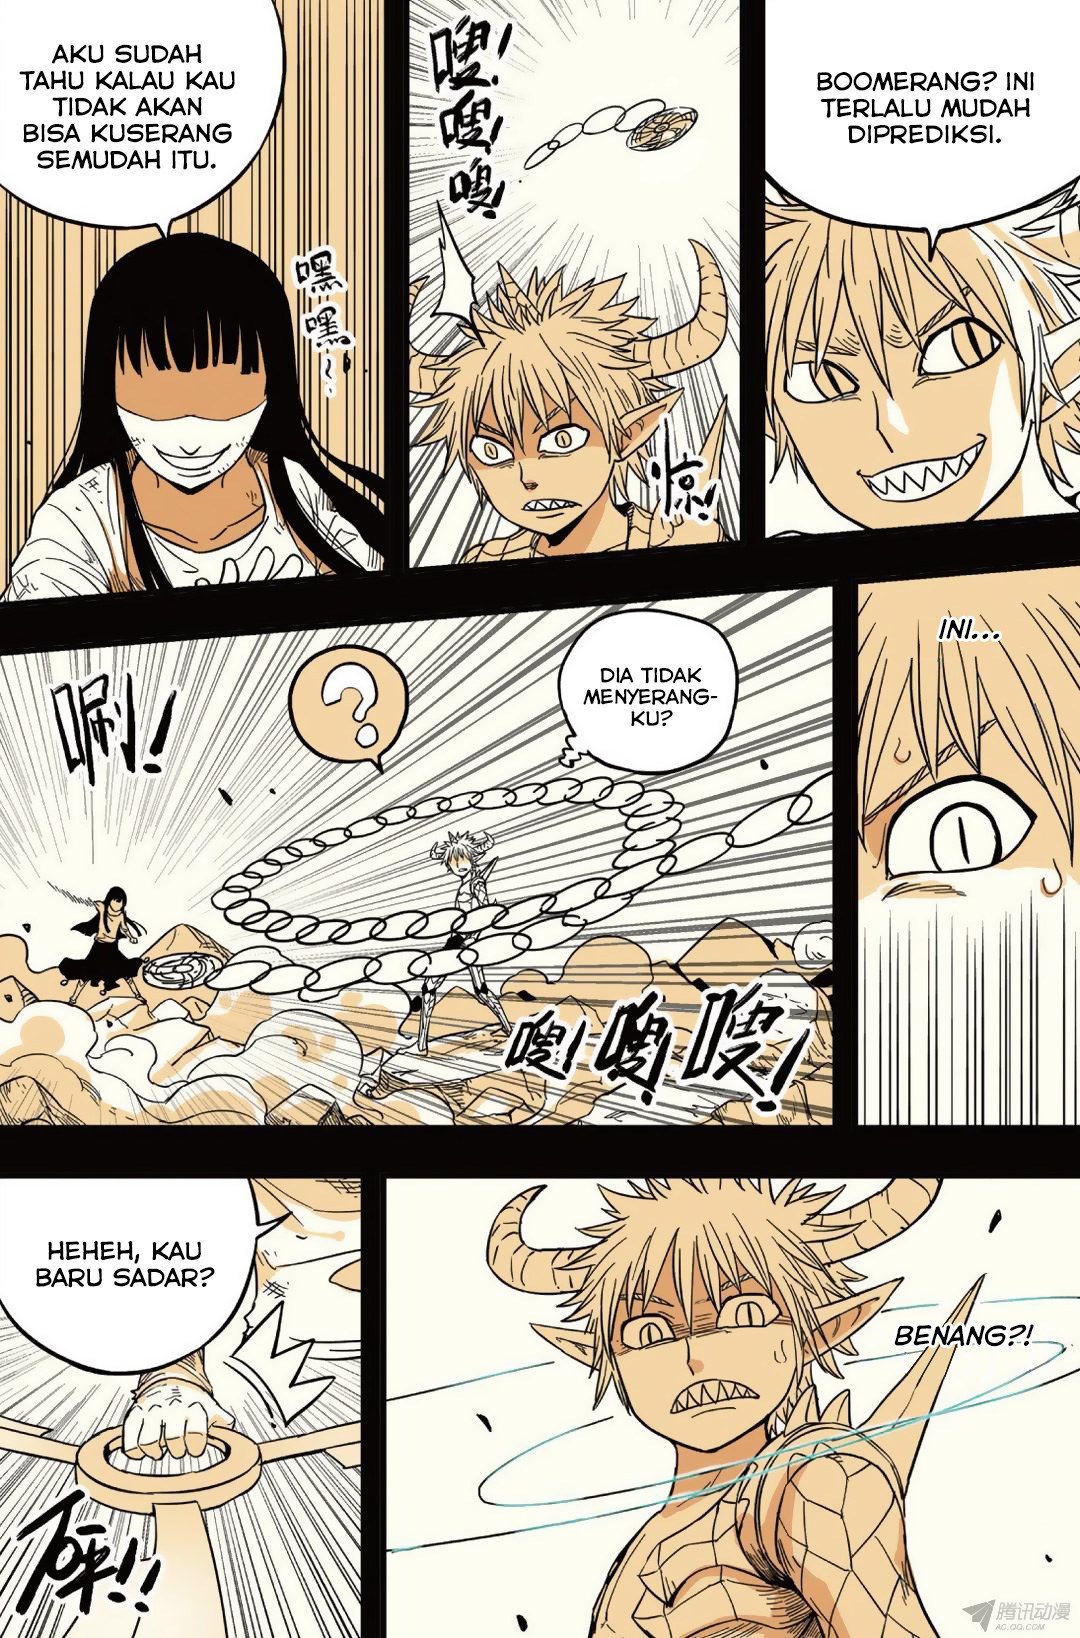 AKU SUDAH
TAHU KALAU KAU
TIDAK AKAN
BISA KUSERANG
SEMUDAH ITU.
嘿
嘿~
嗖!
嗖!
嗖!
惊!!
BOOMERANG? INI
TERLALU MUDAH
DIPREDIKSI.
唰!
?
DIA TIDAK
MENYERANG-
KU?
嗖! 嗖! 嗖!
INI...
HEHEH, KAU
BARU SADAR?
砰!!
BENANG?!
腾讯动漫
AC.QQ.COM